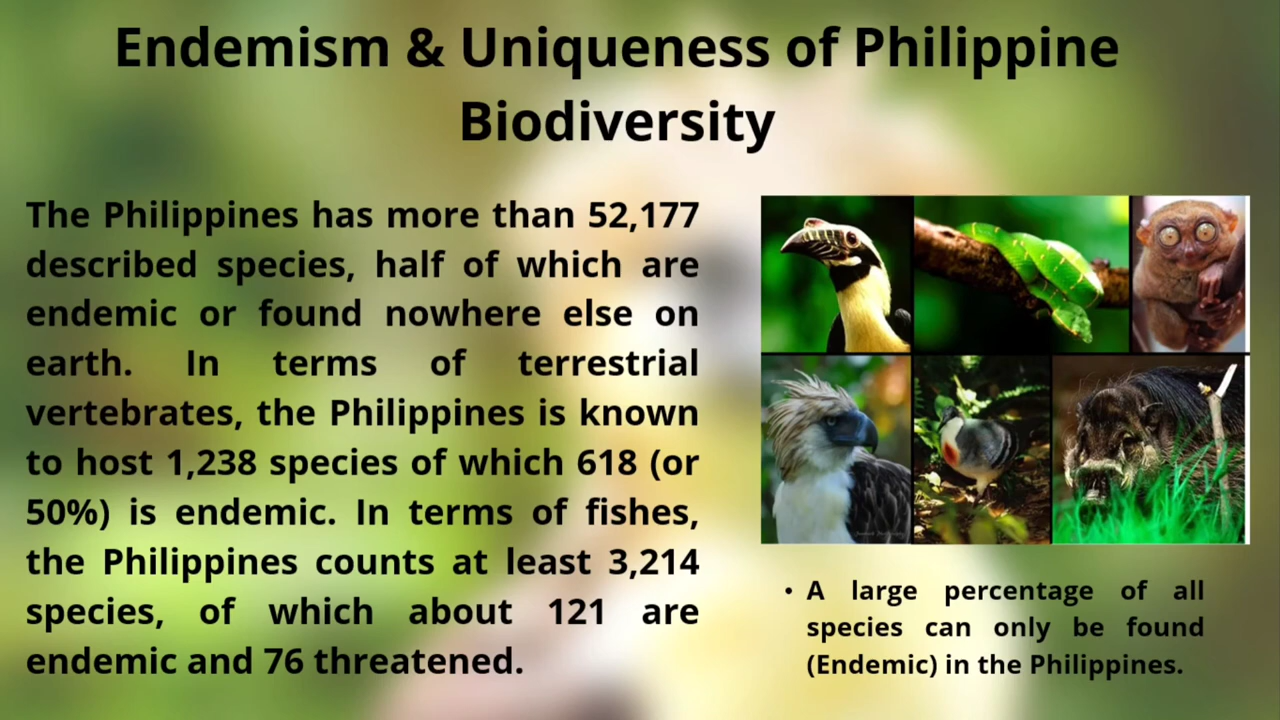 Endemism & Uniqueness of Philippine
Biodiversity
The Philippines has more than 52,177
described species, half of which are
endemic or found nowhere else on
earth. In terms of terrestrial
vertebrates, the Philippines is known
to host 1,238 species of which 618 (or
50%) is endemic. In terms of fishes,
the Philippines counts at least 3,214
species, of which about 121 are
endemic and 76 threatened.
• A large percentage of all
species can only be found
(Endemic) in the Philippines.